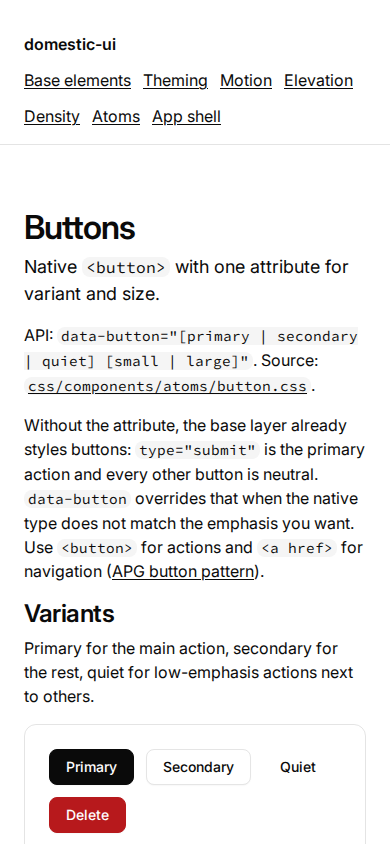 domestic-ui
Base elements Theming Motion Elevation
Density Atoms App shell
Buttons
Native <button> with one attribute for
variant and size.
API: data-button="[primary | secondary
| quiet] [small | large]". Source:
css/components/atoms/button.css.
Without the attribute, the base layer already
styles buttons: type="submit" is the primary
action and every other button is neutral.
data-button overrides that when the native
type does not match the emphasis you want.
Use <button> for actions and <a href> for
navigation (APG button pattern).
Variants
Primary for the main action, secondary for
the rest, quiet for low-emphasis actions next
to others.
Primary Secondary Quiet
Delete